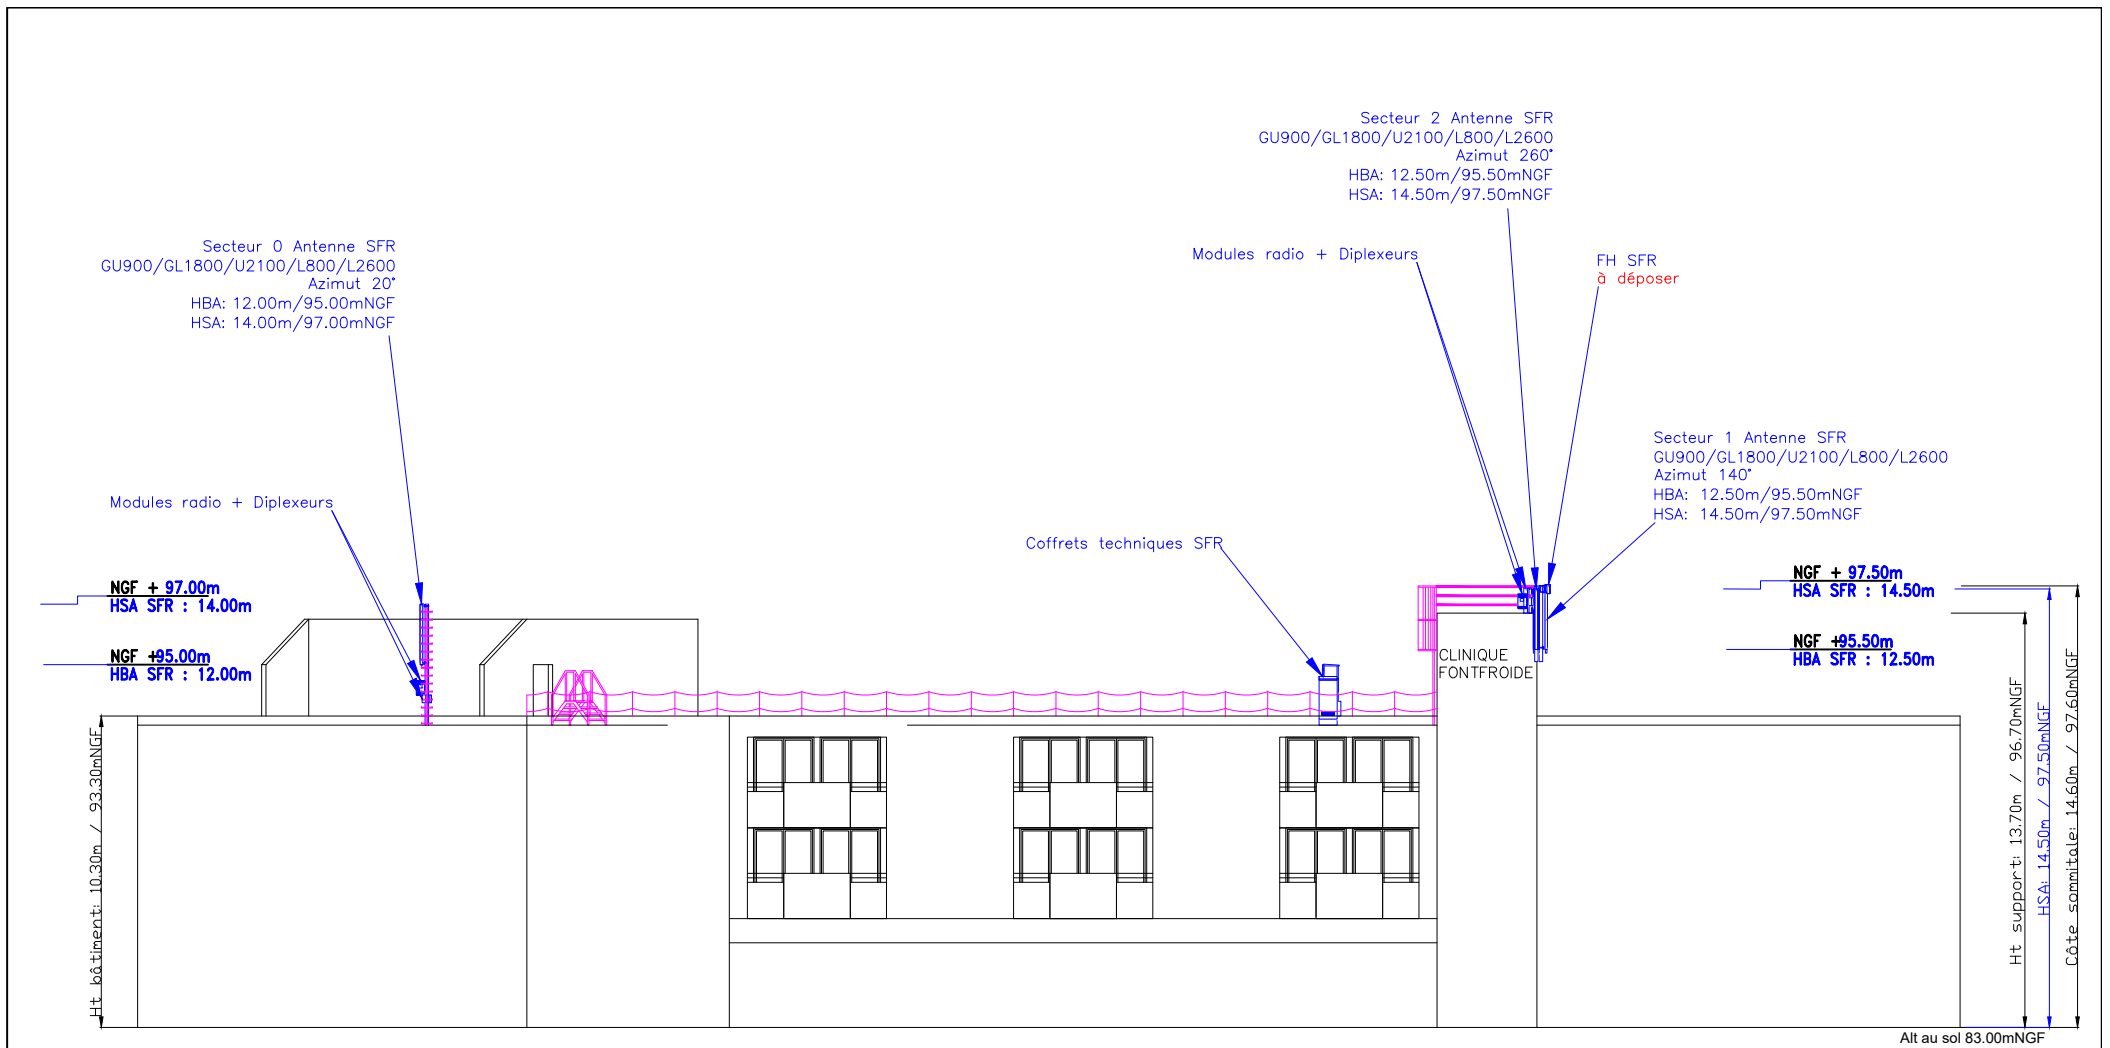 Secteur 2 Antenne SFR
GU900/GL1800/U2100/L800/L2600
Azimut 260°
HBA: 12.50m/95.50mNGF
HSA: 14.50m/97.50mNGF
Secteur 0 Antenne SFR
GU900/GL1800/U2100/L800/L2600
Azimut 20°
HBA: 12.00m/95.00mNGF
HSA: 14.00m/97.00mNGF
Modules radio + Diplexeurs
FH SFR
à déposer
Secteur 1 Antenne SFR
GU900/GL1800/U2100/L800/L2600
Azimut 140°
HBA: 12.50m/95.50mNGF
HSA: 14.50m/97.50mNGF
Modules radio + Diplexeurs
Coffrets techniques SFR
NGF + 97.00m
HSA SFR : 14.00m
NGF +95.00m
HBA SFR : 12.00m
NGF + 97.50m
HSA SFR : 14.50m
NGF +95.50m
HBA SFR : 12.50m
CLINIQUE
FONTFROIDE
Ht bâtiment: 10.30m / 93.30mNGF
Ht support: 13.70m / 96.70mNGF
HSA: 14.50m / 97.50mNGF
Côte sommitale: 14.60m / 97.60mNGF
Alt au sol 83.00mNGF